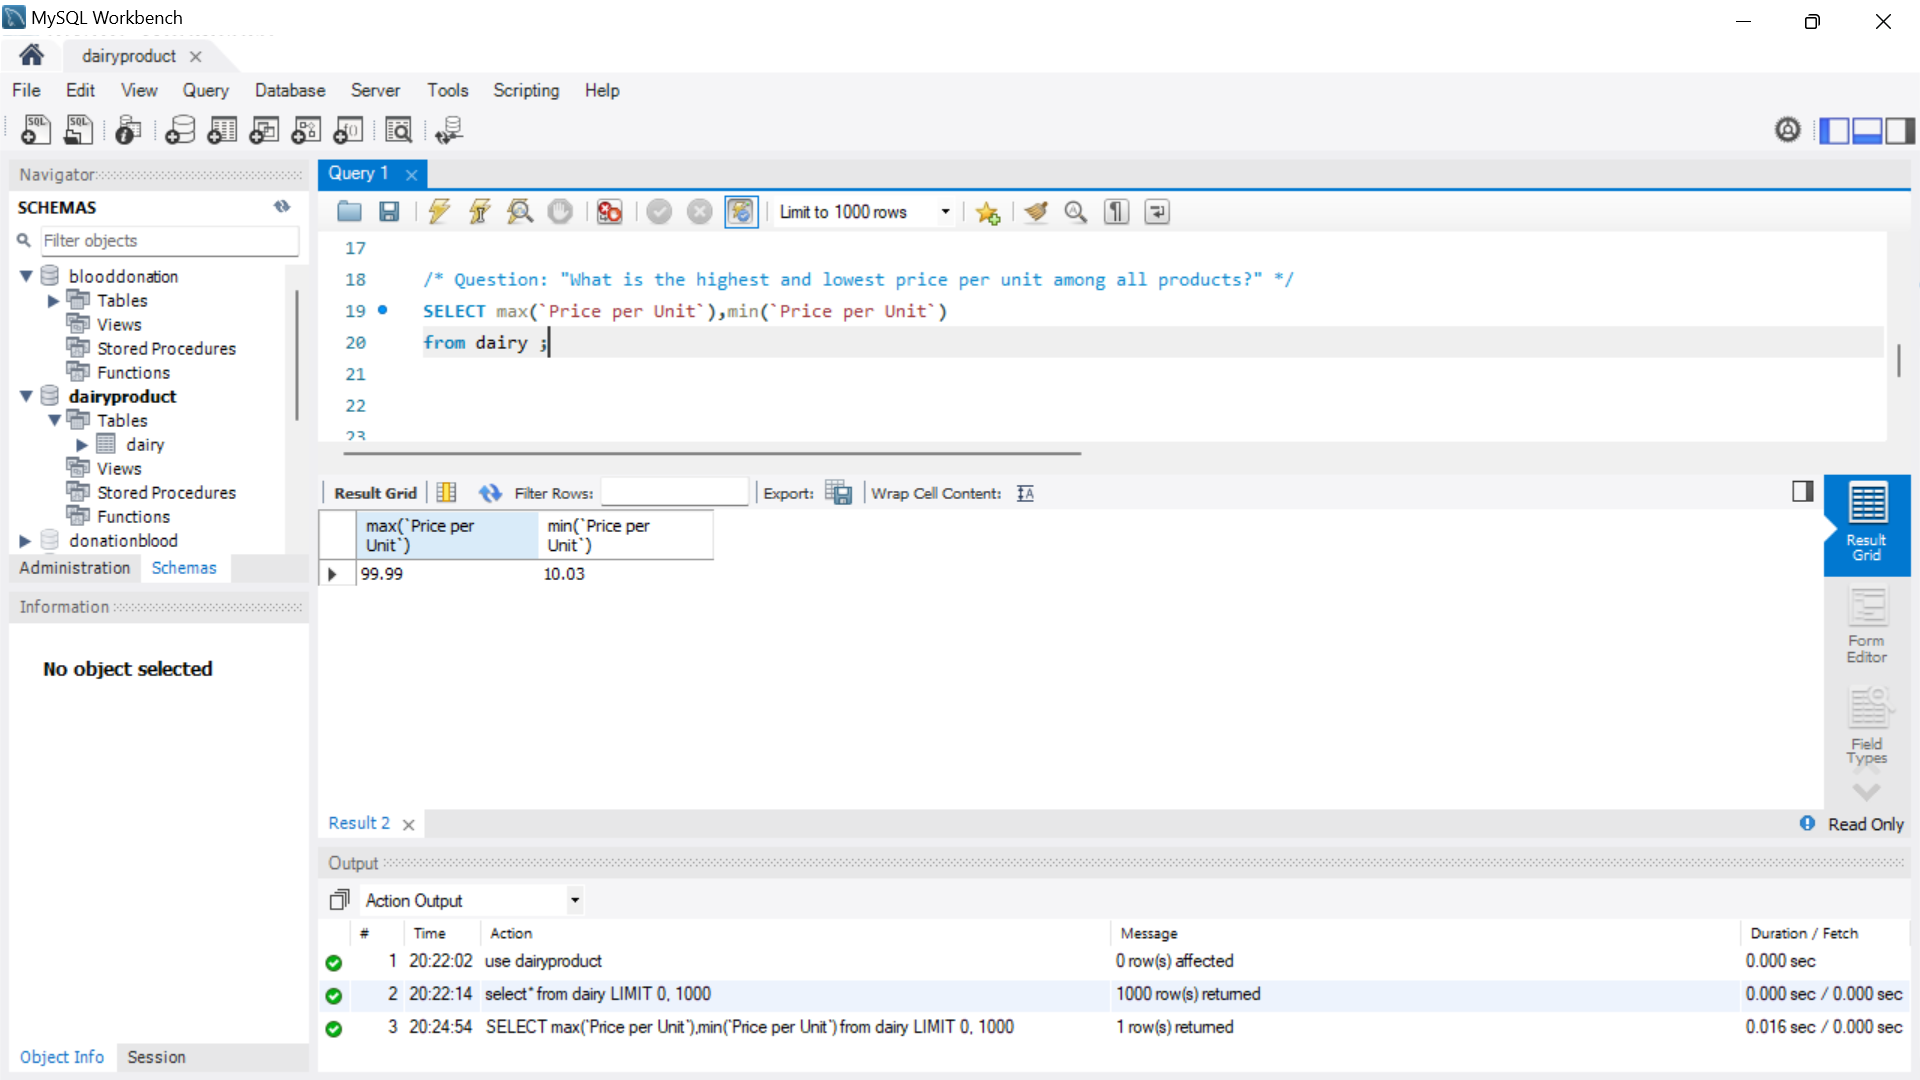 MySQL Workbench
dairyproduct
File Edit View Query Database Server Tools Scripting Help
Navigator
SCHEMAS
Filter objects
blooddonation
Tables
Views
Stored Procedures
Functions
dairyproduct
Tables
dairy
Views
Stored Procedures
Functions
donationblood
Administration Schemas
Information
No object selected
Object Info Session
Query 1
Limit to 1000 rows
17
18 /* Question: "What is the highest and lowest price per unit among all products?" */
19 SELECT max(`Price per Unit`),min(`Price per Unit`)
20 from dairy ;
21
22
23
Result Grid Filter Rows: Export: Wrap Cell Content:
max(`Price per Unit`) min(`Price per Unit`)
99.99 10.03
Result Grid
Form Editor
Field Types
Result 2 Read Only
Output
Action Output
# Time Action Message Duration / Fetch
1 20:22:02 use dairyproduct 0 row(s) affected 0.000 sec
2 20:22:14 select* from dairy LIMIT 0, 1000 1000 row(s) returned 0.000 sec / 0.000 sec
3 20:24:54 SELECT max(`Price per Unit`),min(`Price per Unit`) from dairy LIMIT 0, 1000 1 row(s) returned 0.016 sec / 0.000 sec